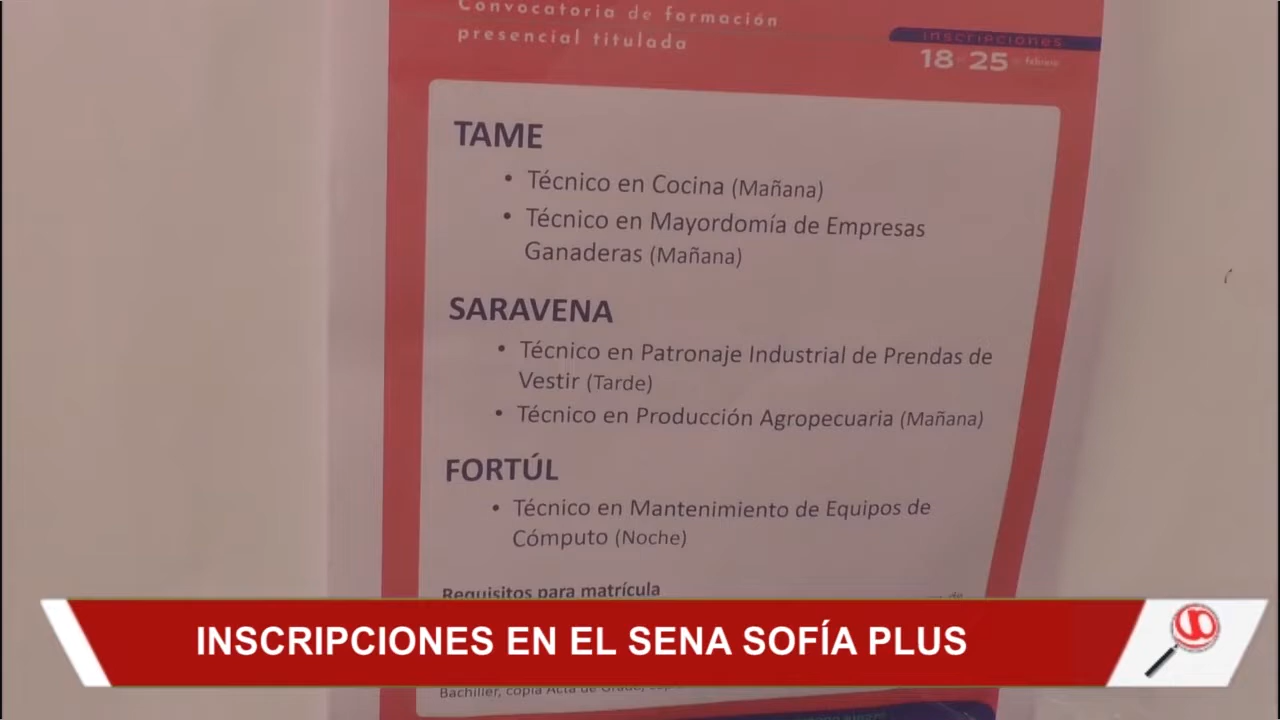 Convocatoria de formación
presencial titulada
inscripciones
18 25 febrero
TAME
• Técnico en Cocina (Mañana)
• Técnico en Mayordomía de Empresas
Ganaderas (Mañana)
SARAVENA
• Técnico en Patronaje Industrial de Prendas de
Vestir (Tarde)
• Técnico en Producción Agropecuaria (Mañana)
FORTÚL
• Técnico en Mantenimiento de Equipos de
Cómputo (Noche)
Requisitos para matrícula
de
INSCRIPCIONES EN EL SENA SOFÍA PLUS
Bachiller, copia Acta de Grado,